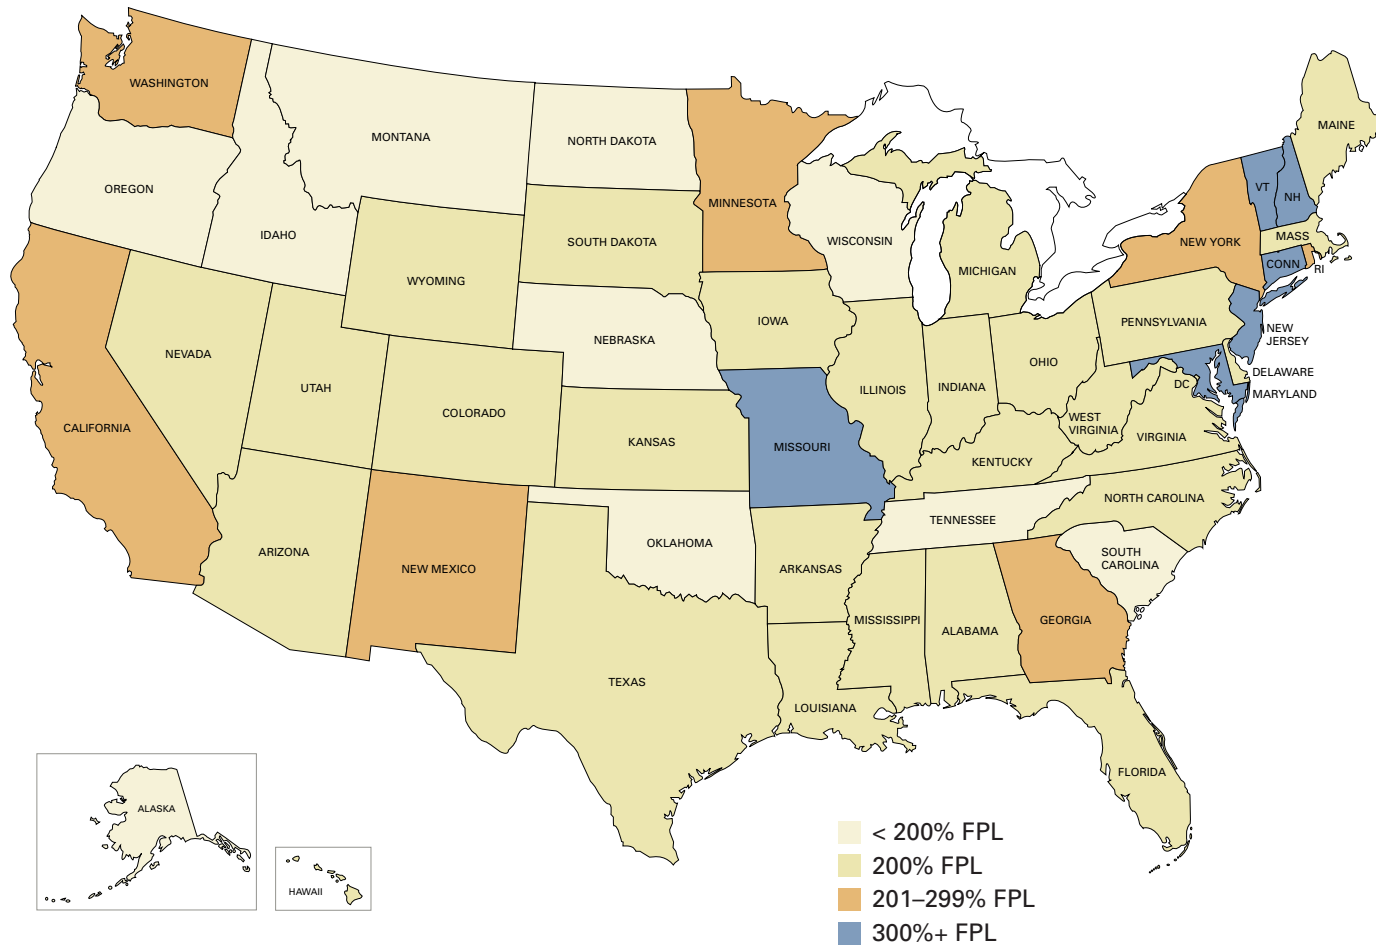 WASHINGTON
MONTANA
NORTH DAKOTA
MAINE
OREGON
VT
NH
MINNESOTA
IDAHO
SOUTH DAKOTA
WISCONSIN
NEW YORK
MASS
CONN
RI
MICHIGAN
WYOMING
IOWA
PENNSYLVANIA
NEW
JERSEY
NEBRASKA
NEVADA
OHIO
DELAWARE
UTAH
ILLINOIS
INDIANA
DC
MARYLAND
COLORADO
WEST
VIRGINIA
CALIFORNIA
KANSAS
MISSOURI
VIRGINIA
KENTUCKY
NORTH CAROLINA
TENNESSEE
ARIZONA
OKLAHOMA
SOUTH
CAROLINA
NEW MEXICO
ARKANSAS
MISSISSIPPI
ALABAMA
GEORGIA
TEXAS
LOUISIANA
FLORIDA
ALASKA
HAWAII
< 200% FPL
200% FPL
201–299% FPL
300%+ FPL